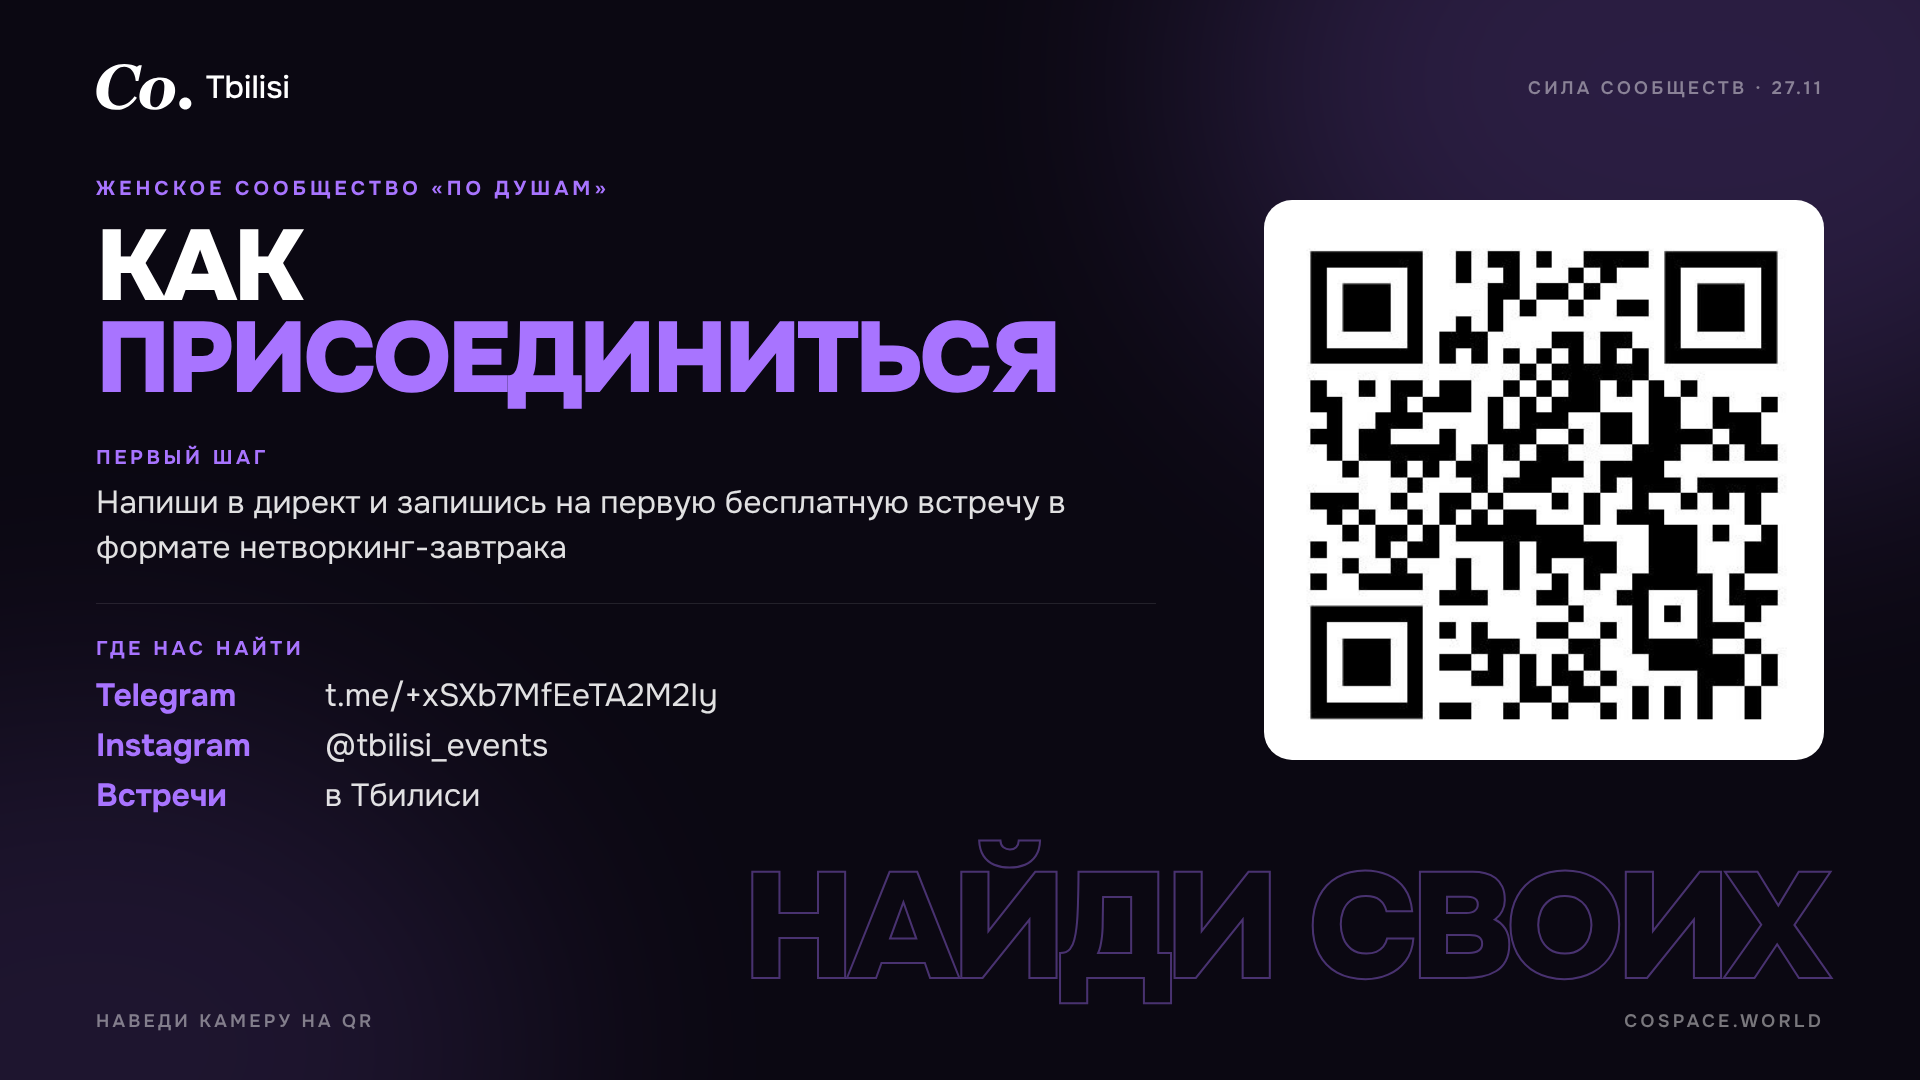 Co. Tbilisi
СИЛА СООБЩЕСТВ · 27.11
ЖЕНСКОЕ СООБЩЕСТВО «ПО ДУШАМ»
КАК
ПРИСОЕДИНИТЬСЯ
ПЕРВЫЙ ШАГ
Напиши в директ и запишись на первую бесплатную встречу в
формате нетворкинг-завтрака
ГДЕ НАС НАЙТИ
Telegram t.me/+xSXb7MfEeTA2M2ly
Instagram @tbilisi_events
Встречи в Тбилиси
НАЙДИ СВОИХ
НАВЕДИ КАМЕРУ НА QR
COSPACE.WORLD